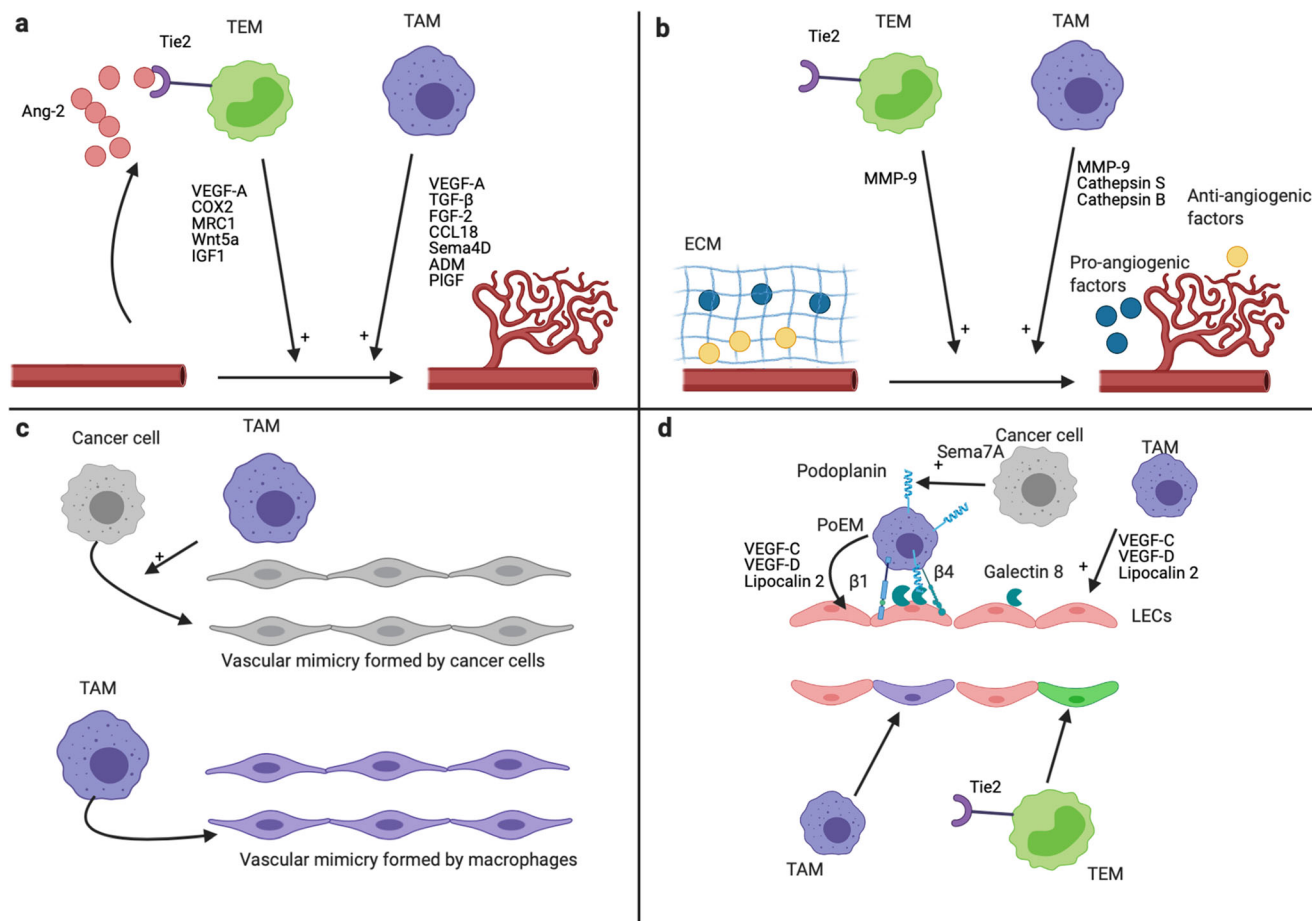 a
TEM
TAM
Tie2
Ang-2
VEGF-A
COX2
MRC1
Wnt5a
IGF1
VEGF-A
TGF-β
FGF-2
CCL18
Sema4D
ADM
PIGF
+
+
b
TEM
TAM
Tie2
MMP-9
MMP-9
Cathepsin S
Cathepsin B
Anti-angiogenic
factors
ECM
Pro-angiogenic
factors
+
+
c
Cancer cell
TAM
+
Vascular mimicry formed by cancer cells
TAM
Vascular mimicry formed by macrophages
d
Cancer cell
Sema7A
+
TAM
Podoplanin
PoEM
VEGF-C
VEGF-D
Lipocalin 2
β1
β4
Galectin 8
+
VEGF-C
VEGF-D
Lipocalin 2
LECs
Tie2
TAM
TEM